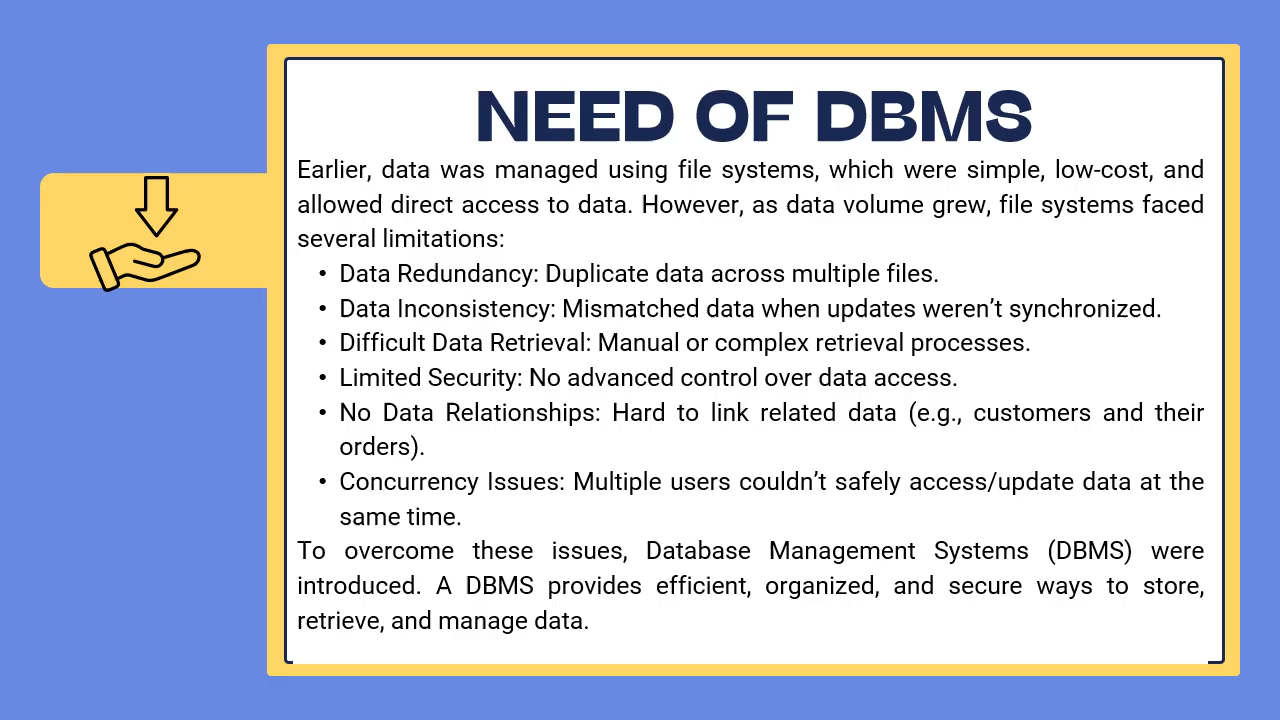 NEED OF DBMS
Earlier, data was managed using file systems, which were simple, low-cost, and
allowed direct access to data. However, as data volume grew, file systems faced
several limitations:
• Data Redundancy: Duplicate data across multiple files.
• Data Inconsistency: Mismatched data when updates weren’t synchronized.
• Difficult Data Retrieval: Manual or complex retrieval processes.
• Limited Security: No advanced control over data access.
• No Data Relationships: Hard to link related data (e.g., customers and their
orders).
• Concurrency Issues: Multiple users couldn’t safely access/update data at the
same time.
To overcome these issues, Database Management Systems (DBMS) were
introduced. A DBMS provides efficient, organized, and secure ways to store,
retrieve, and manage data.